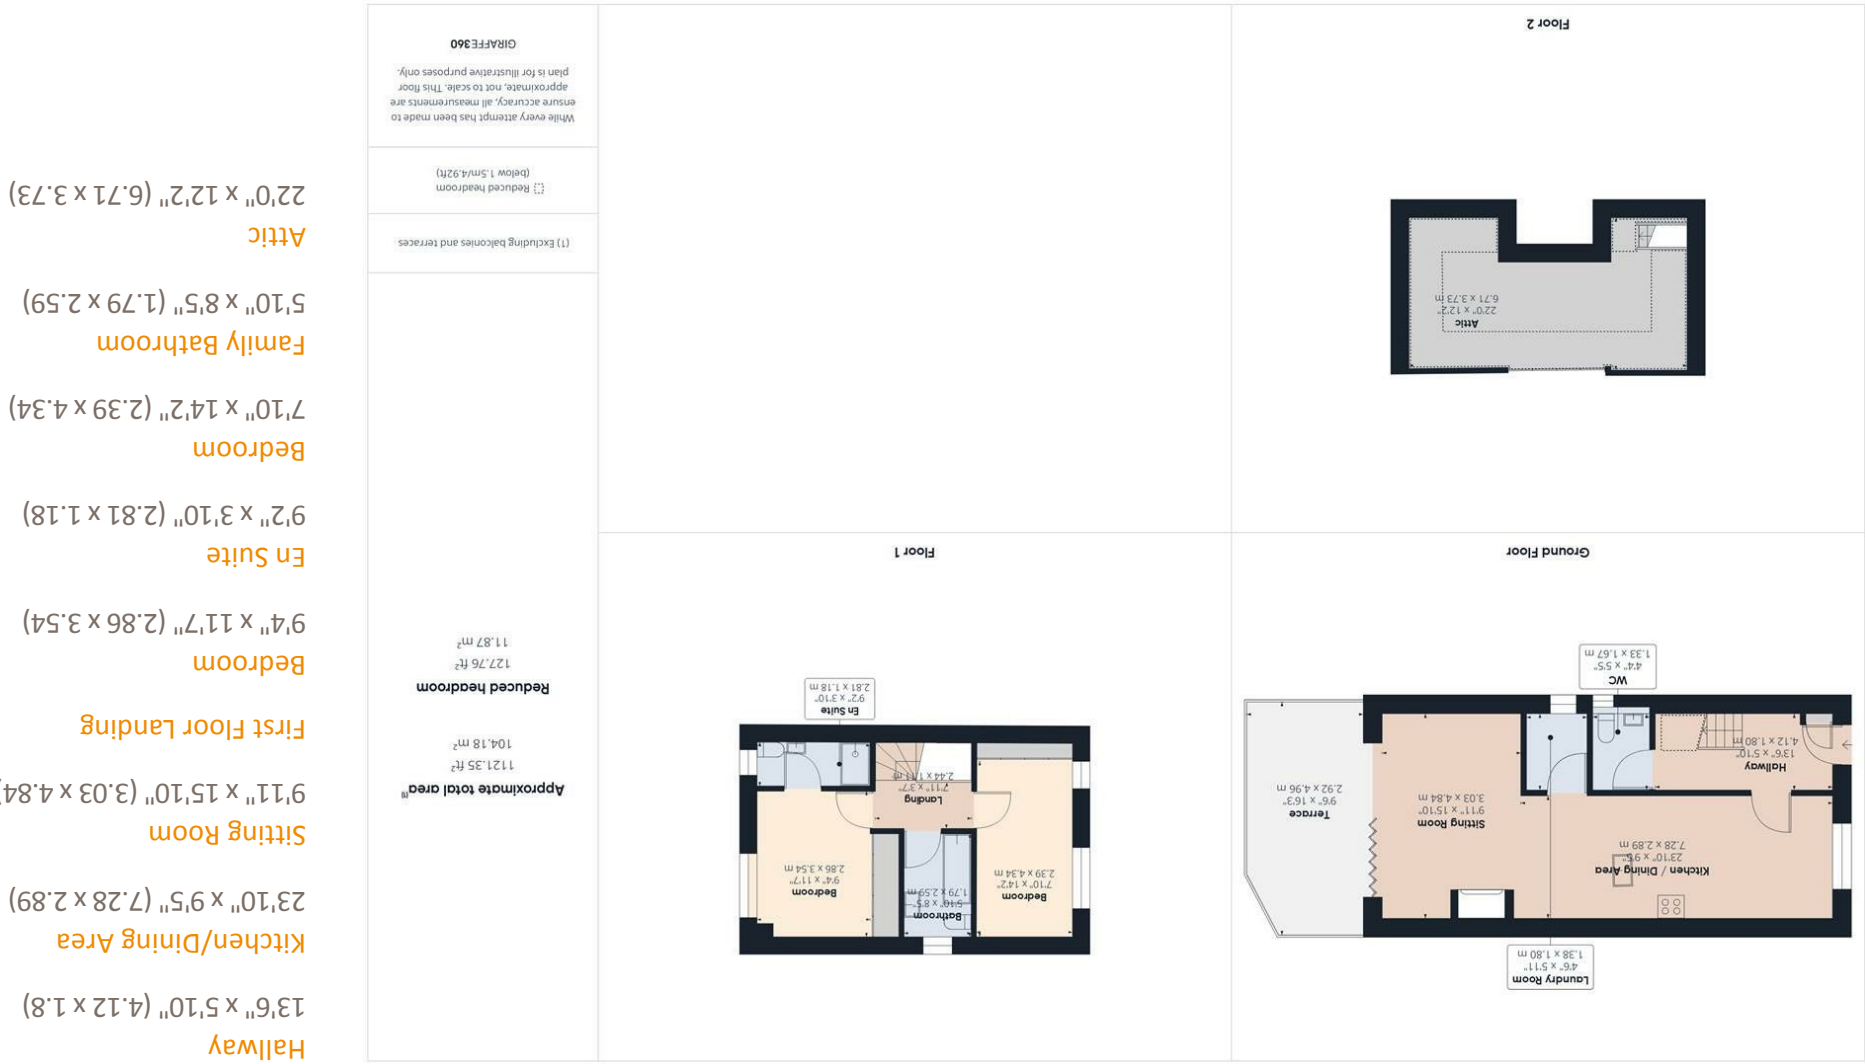 Hallway
13'6" x 5'10" (4.12 x 1.8)
Kitchen/Dining Area
23'10" x 9'5" (7.28 x 2.89)
Sitting Room
9'11" x 15'10" (3.03 x 4.84)
First Floor Landing
Bedroom
9'4" x 11'7" (2.86 x 3.54)
En Suite
9'2" x 3'10" (2.81 x 1.18)
Bedroom
7'10" x 14'2" (2.39 x 4.34)
Family Bathroom
5'10" x 8'5" (1.79 x 2.59)
Attic
22'0" x 12'2" (6.71 x 3.73)
Laundry Room
4'6" x 5'11"
1.38 x 1.80 m
Kitchen / Dining Area
23'10" x 9'5"
7.28 x 2.89 m
Sitting Room
9'11" x 15'10"
3.03 x 4.84 m
Terrace
9'6" x 16'3"
2.92 x 4.96 m
Hallway
13'6" x 5'10"
4.12 x 1.80 m
WC
4'4" x 5'5"
1.33 x 1.67 m
Ground Floor
Bedroom
7'10" x 14'2"
2.39 x 4.34 m
Bathroom
5'10" x 8'5"
1.79 x 2.59 m
Bedroom
9'4" x 11'7"
2.86 x 3.54 m
Landing
7'11" x 3'7"
2.44 x 1.11 m
En Suite
9'2" x 3'10"
2.81 x 1.18 m
Floor 1
Attic
22'0" x 12'2"
6.71 x 3.73 m
Floor 2
Approximate total area(1)
1121.35 ft²
104.18 m²
Reduced headroom
127.76 ft²
11.87 m²
(1) Excluding balconies and terraces
Reduced headroom
(below 1.5m/4.92ft)
While every attempt has been made to
ensure accuracy, all measurements are
approximate, not to scale. This floor
plan is for illustrative purposes only.
GIRAFFE360